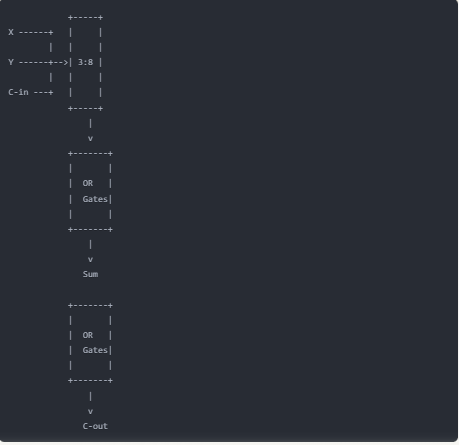 +-----+
X ------+  |     |
        |  |     |
Y ------+-->| 3:8 |
        |  |     |
C-in ---+  |     |
            +-----+
               |
               v
            +-------+
            |       |
            |  OR   |
            |  Gates|
            |       |
            +-------+
               |
               v
              Sum

            +-------+
            |       |
            |  OR   |
            |  Gates|
            |       |
            +-------+
               |
               v
              C-out